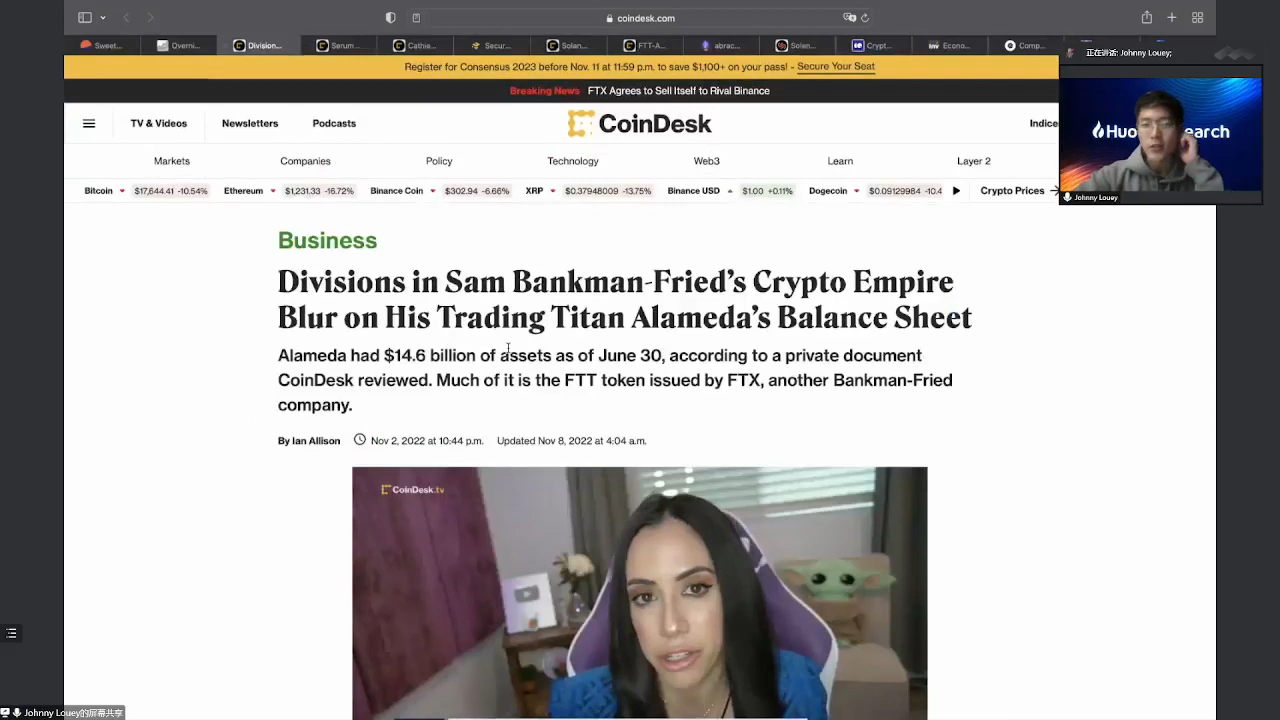 coindesk.com
Sweet... Overni... Division... Serum... Cathie... Secur... Solan... FTT-A... abrac... Solen... Crypt... Econo... Comp...
正在讲话: Johnny Louey;
Register for Consensus 2023 before Nov. 11 at 11:59 p.m. to save $1,100+ on your pass! - Secure Your Seat
Breaking News FTX Agrees to Sell Itself to Rival Binance
TV & Videos Newsletters Podcasts CoinDesk Indice
Huo earch
Johnny Louey
Markets Companies Policy Technology Web3 Learn Layer 2
Bitcoin $17,644.41 -10.54% Ethereum $1,231.33 -16.72% Binance Coin $302.94 -6.66% XRP $0.37948009 -13.75% Binance USD $1.00 +0.11% Dogecoin $0.09129984 -10.4 Crypto Prices
Business
Divisions in Sam Bankman-Fried’s Crypto Empire
Blur on His Trading Titan Alameda’s Balance Sheet
Alameda had $14.6 billion of assets as of June 30, according to a private document
CoinDesk reviewed. Much of it is the FTT token issued by FTX, another Bankman-Fried
company.
By Ian Allison Nov 2, 2022 at 10:44 p.m. Updated Nov 8, 2022 at 4:04 a.m.
CoinDesk.tv
Johnny Louey的屏幕共享